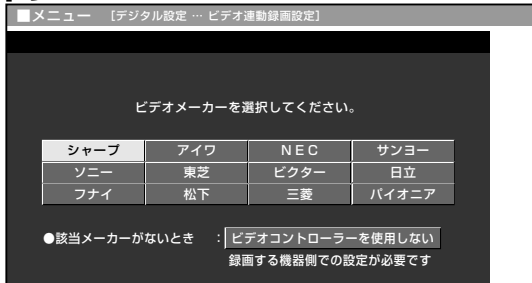 ■メニュー [デジタル設定 … ビデオ連動録画設定]
ビデオメーカーを選択してください。
シャープ アイワ NEC サンヨー
ソニー 東芝 ビクター 日立
フナイ 松下 三菱 パイオニア
●該当メーカーがないとき : ビデオコントローラーを使用しない
録画する機器側での設定が必要です